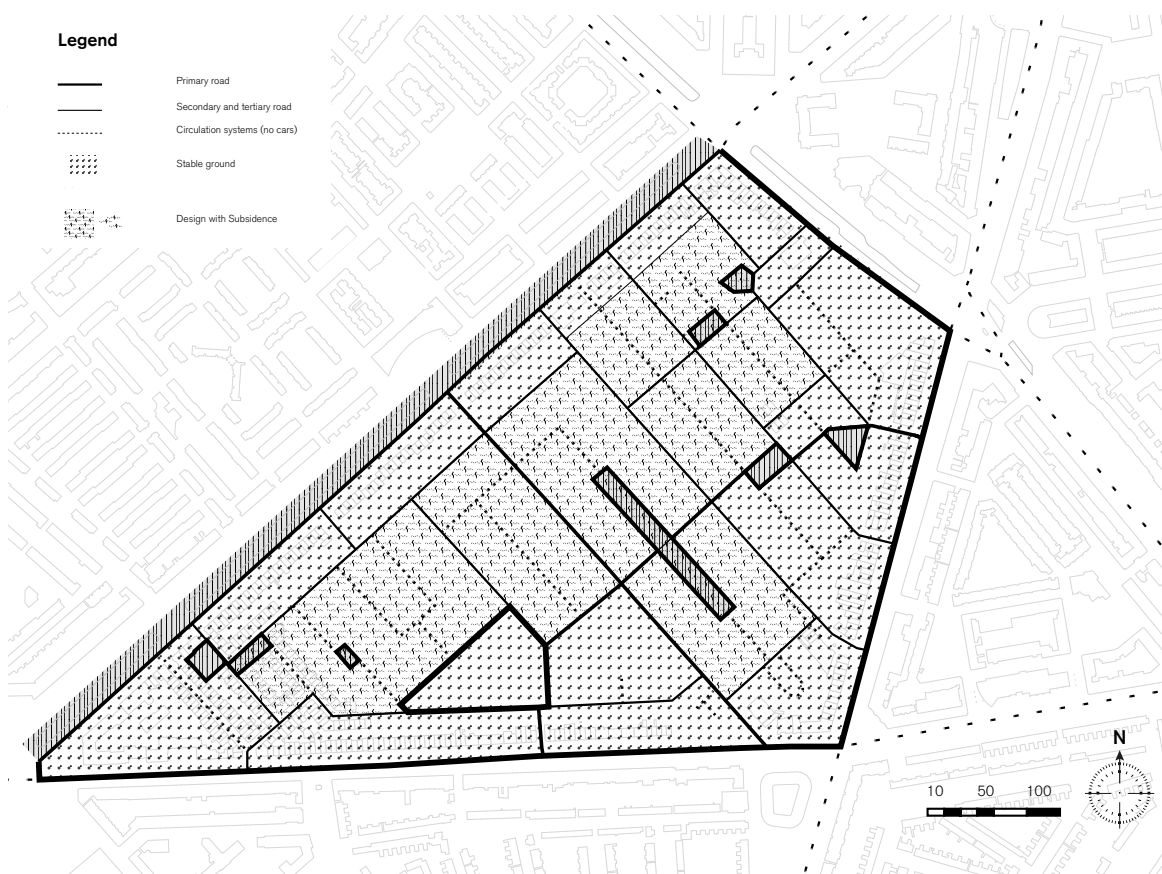 Legend
Primary road
Secondary and tertiary road
Circulation systems (no cars)
Stable ground
Design with Subsidence
N
10 50 100